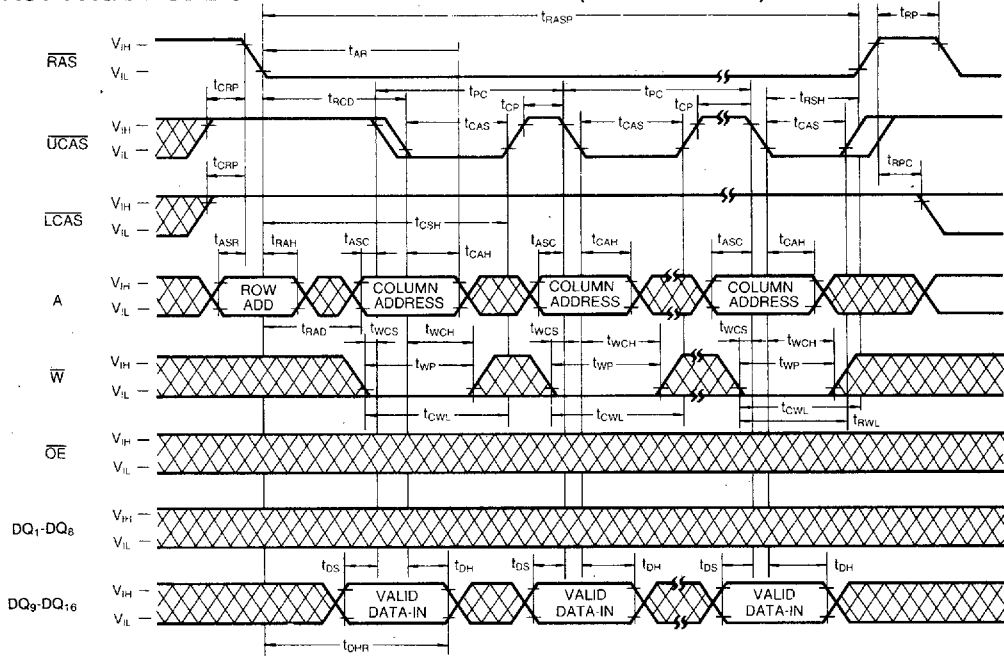 tRASP tRP
tAR
RAS VIH VIL
tCRP tRCD tPC tPC tRSH
tCP tCP
UCAS VIH VIL tCAS tCAS tCAS
tCRP tRPC
LCAS VIH VIL
tCSH
tASR tRAH tASC tCAH tASC tCAH tASC tCAH
A VIH VIL ROW ADD COLUMN ADDRESS COLUMN ADDRESS COLUMN ADDRESS
tRAD tWCS tWCH tWCS tWCH tWCS tWCH
W VIH VIL tWP tWP tWP
tCWL tCWL tCWL
tRWL
OE VIH VIL
DQ1-DQ8 VIH VIL
tDS tDH tDS tDH tDS tDH
DQ9-DQ16 VIH VIL VALID DATA-IN VALID DATA-IN VALID DATA-IN
tDHR